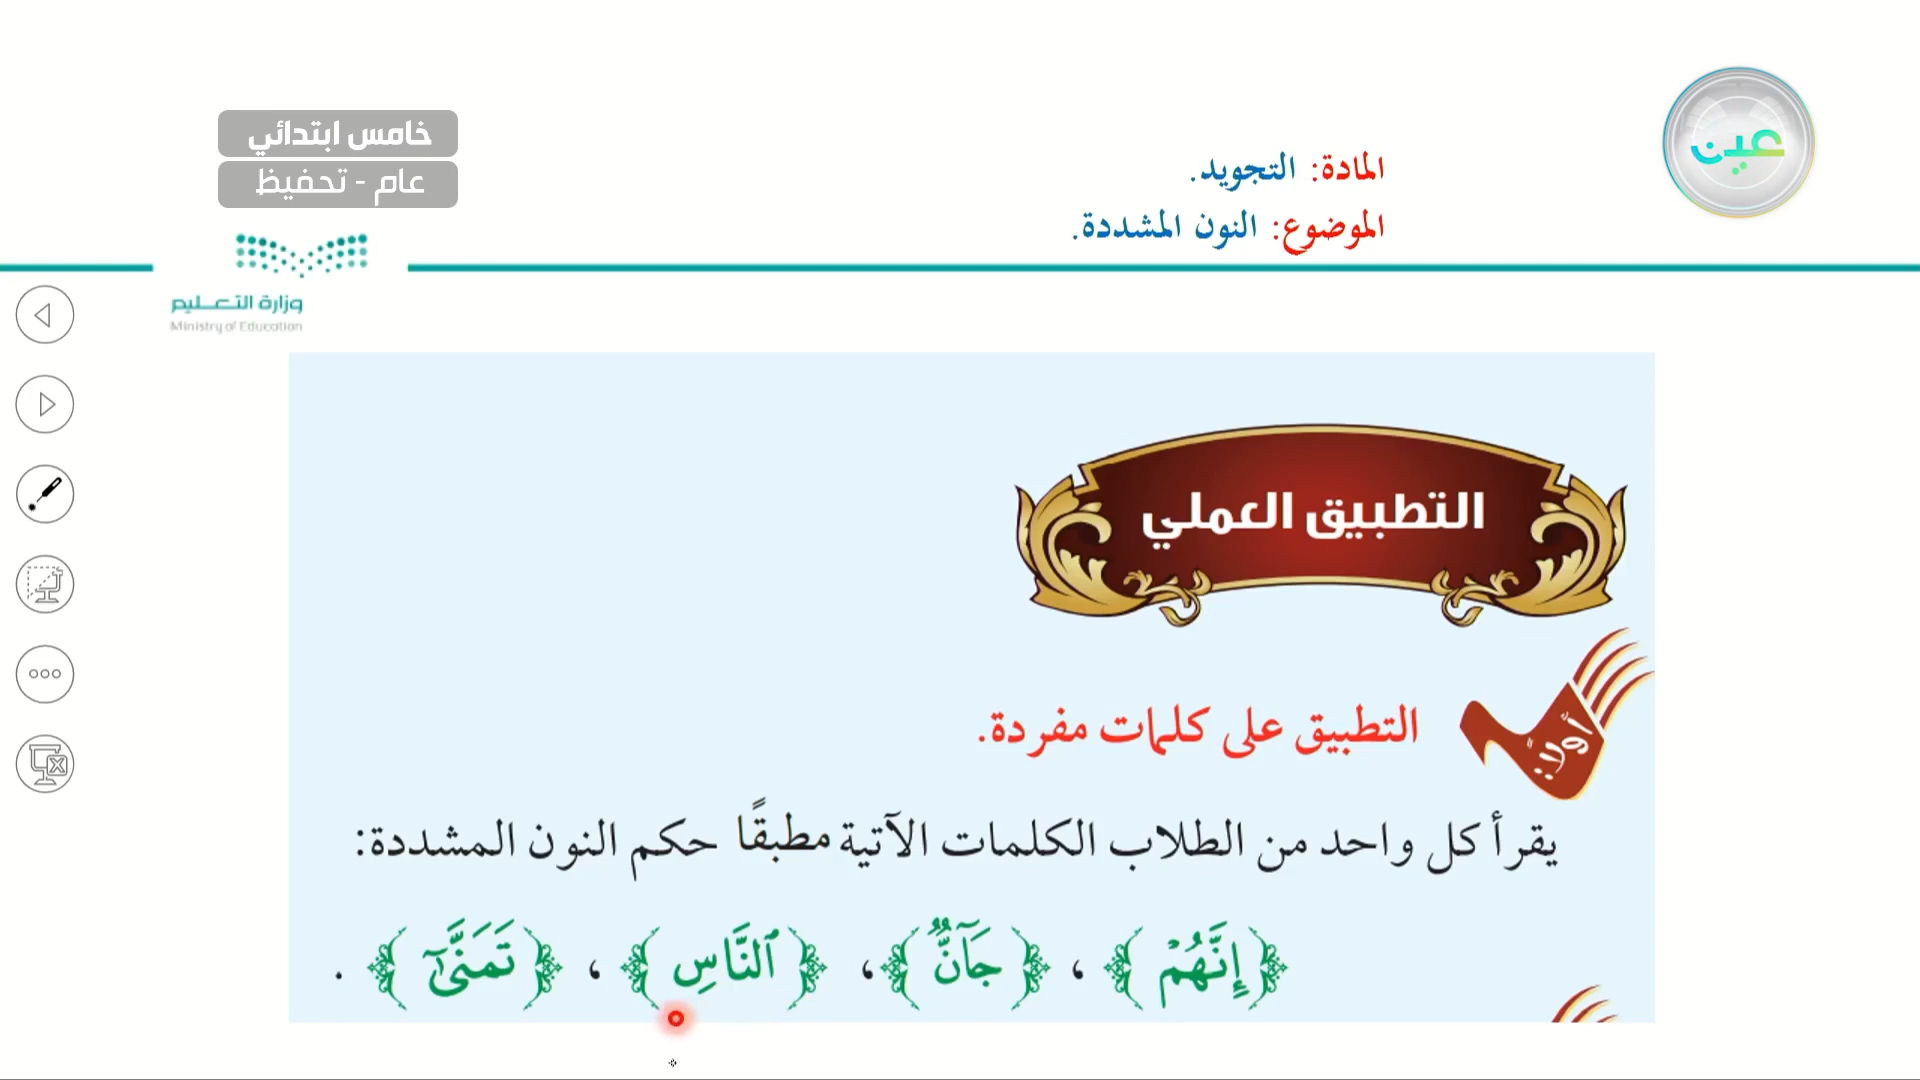 خامس ابتدائي
عام - تحفيظ
عين
المادة: التجويد.
الموضوع: النون المشددة.
وزارة التعليم
Ministry of Education
التطبيق العملي
أولاً:
التطبيق على كلمات مفردة.
يقرأ كل واحد من الطلاب الكلمات الآتية مطبقًا حكم النون المشددة:
﴿إِنَّهُمْ﴾ ، ﴿جَآنٌّ﴾ ، ﴿ٱلنَّاسِ﴾ ، ﴿تَمَنَّىٰٓ﴾ .